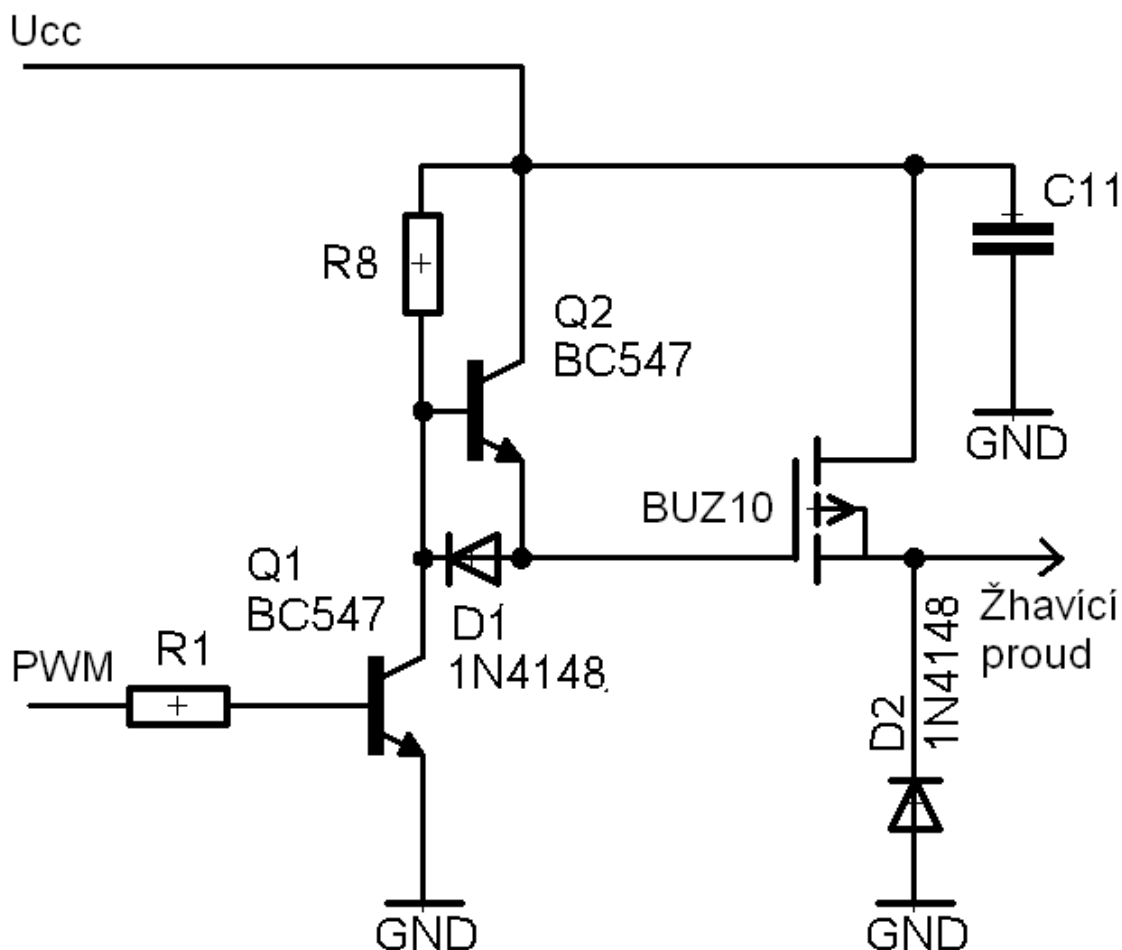 Ucc
C11
R8
Q2
BC547
GND
BUZ10
Q1
BC547
D1
1N4148
Žhavící
proud
PWM
R1
D2
1N4148
GND
GND